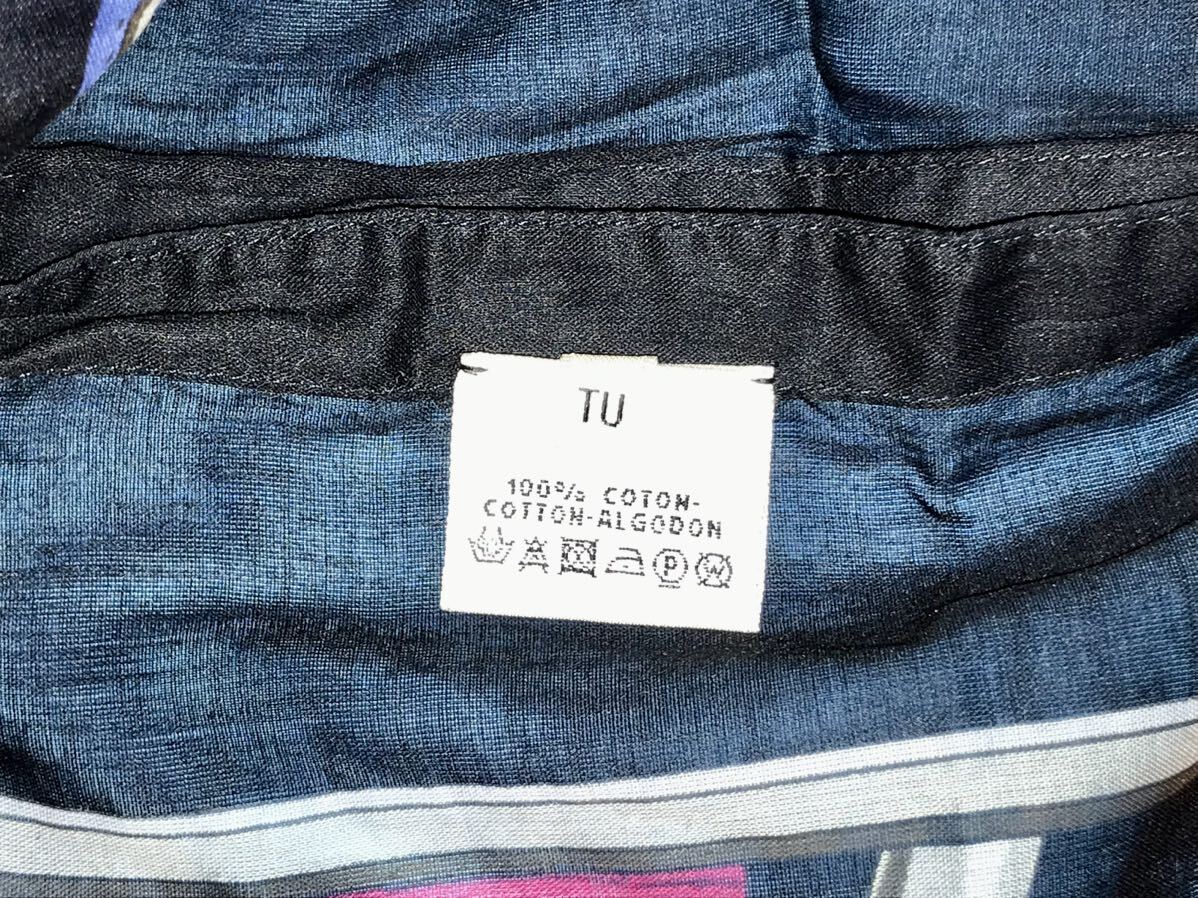 TU
100% COTON-
COTTON-ALGODON
P W